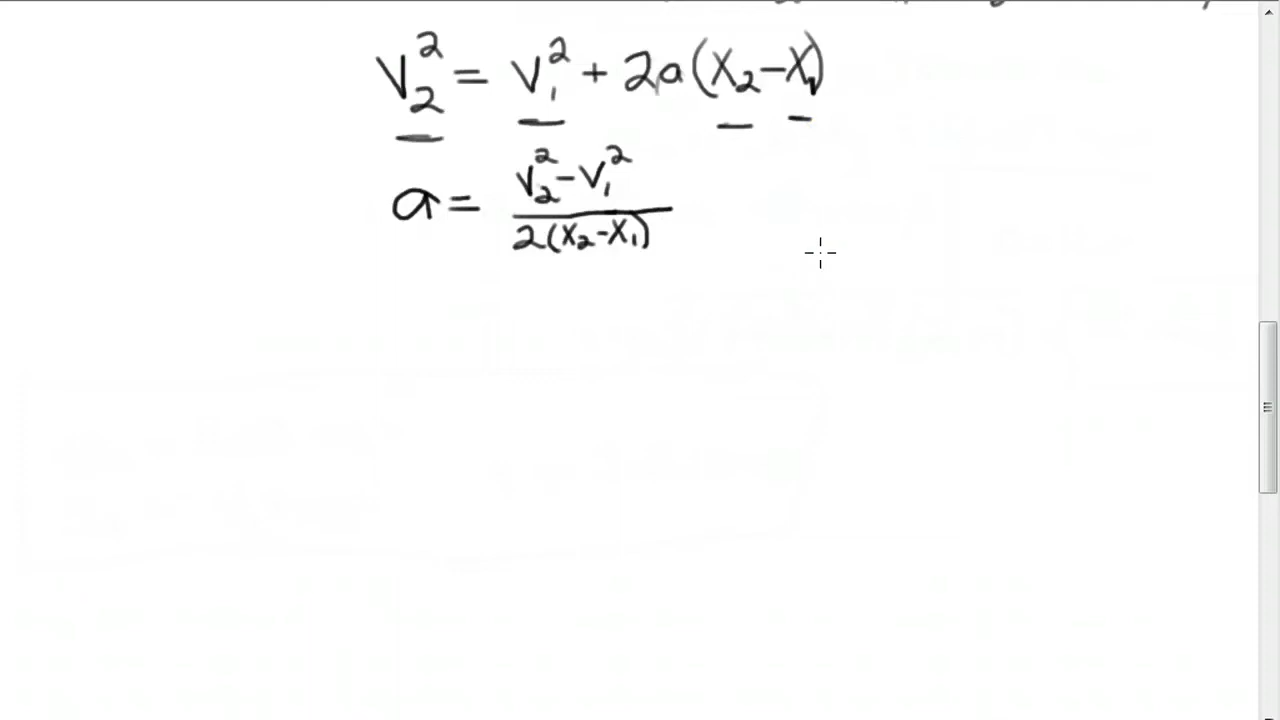 V₂² = V₁² + 2a(X₂-X₁)
a = (V₂² - V₁²) / 2(X₂-X₁)